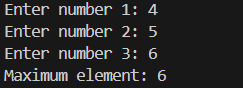 Enter number 1: 4
Enter number 2: 5
Enter number 3: 6
Maximum element: 6